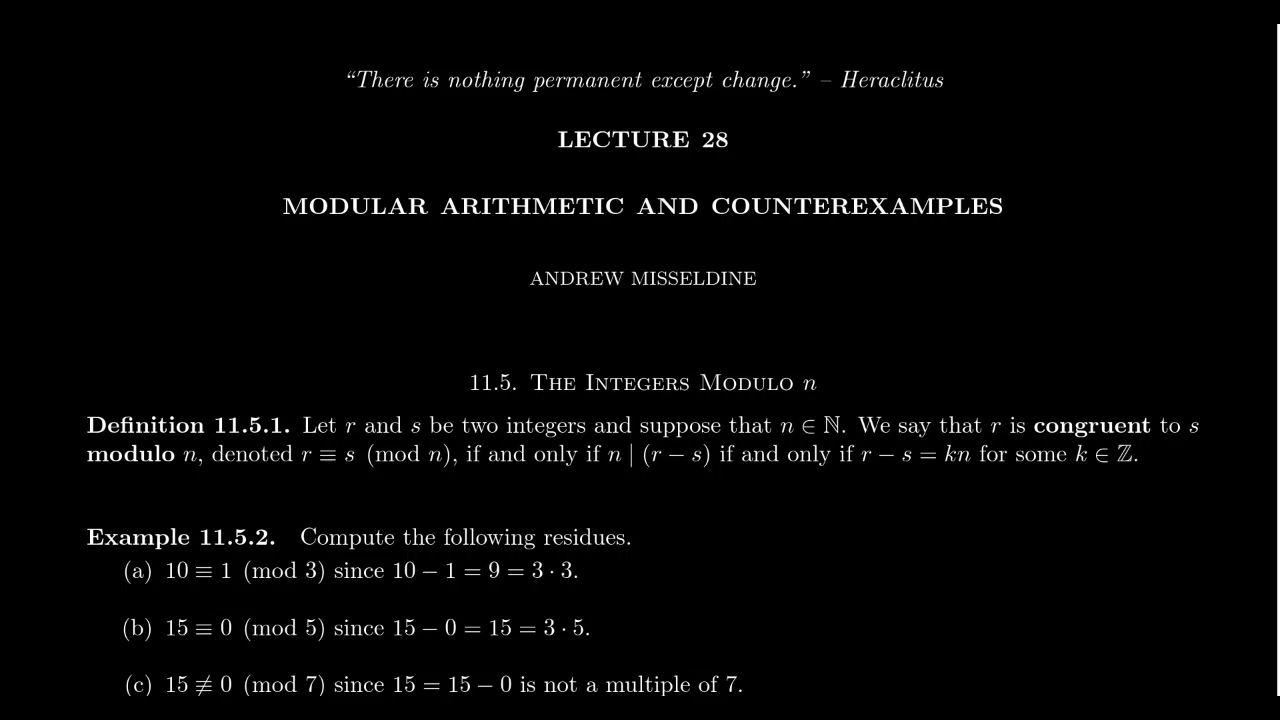 “There is nothing permanent except change.” – Heraclitus
LECTURE 28
MODULAR ARITHMETIC AND COUNTEREXAMPLES
ANDREW MISSELDINE
11.5. The Integers Modulo n
Definition 11.5.1. Let r and s be two integers and suppose that n ∈ ℕ. We say that r is congruent to s
modulo n, denoted r ≡ s (mod n), if and only if n | (r − s) if and only if r − s = kn for some k ∈ ℤ.
Example 11.5.2. Compute the following residues.
(a) 10 ≡ 1 (mod 3) since 10 − 1 = 9 = 3 · 3.
(b) 15 ≡ 0 (mod 5) since 15 − 0 = 15 = 3 · 5.
(c) 15 ≢ 0 (mod 7) since 15 = 15 − 0 is not a multiple of 7.